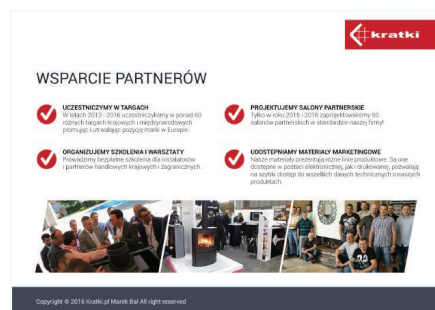 kratki
WSPARCIE PARTNERÓW
UCZESTNICZYMY W TARGACH
W latach 2013 - 2016 uczestniczyliśmy w ponad 60
różnych targach krajowych i międzynarodowych
promując i utrwalając pozycję marki w Europie.
ORGANIZUJEMY SZKOLENIA I WARSZTATY
Prowadzimy bezpłatne szkolenia dla instalatorów
i partnerów handlowych krajowych i zagranicznych.
PROJEKTUJEMY SALONY PARTNERSKIE
Tylko w roku 2015 i 2016 zaprojektowaliśmy 50
salonów partnerskich w standardzie naszej firmy!
UDOSTEPNIAMY MATERIAŁY MARKETINGOWE
Nasze materiały prezentują różne linie produktowe. Są one
dostępne w postaci elektronicznej, jak i drukowanej, pozwalają
na szybki dostęp do wszelkich danych technicznych o naszych
produktach.
Copyright © 2016 Kratki.pl Marek Bal All right reserved